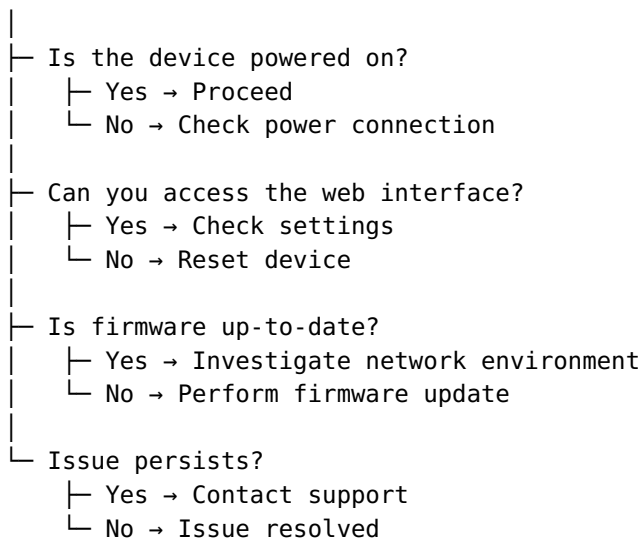 │
├─ Is the device powered on?
│   ├─ Yes → Proceed
│   └─ No → Check power connection
│
├─ Can you access the web interface?
│   ├─ Yes → Check settings
│   └─ No → Reset device
│
├─ Is firmware up-to-date?
│   ├─ Yes → Investigate network environment
│   └─ No → Perform firmware update
│
└─ Issue persists?
    ├─ Yes → Contact support
    └─ No → Issue resolved